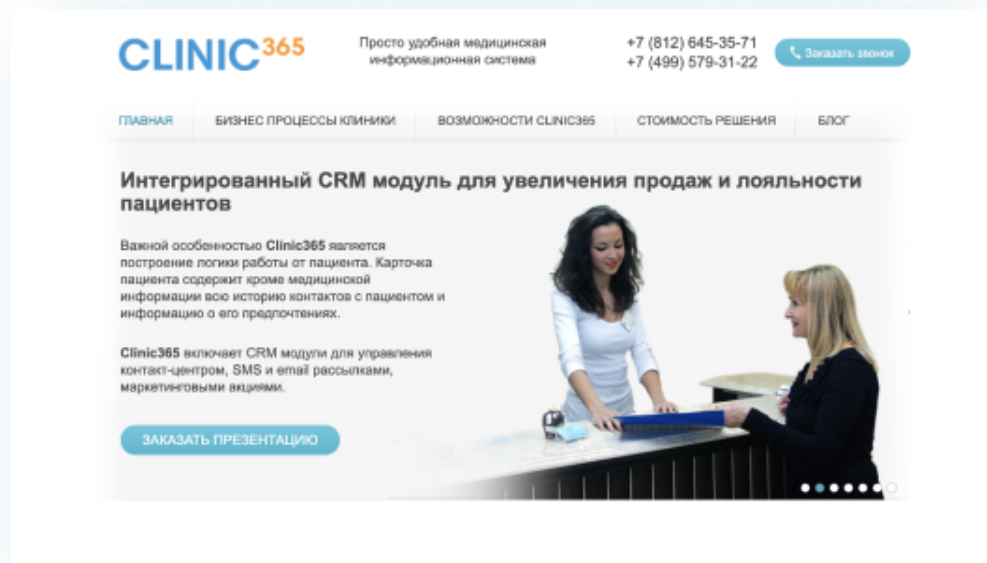 CLINIC365
Просто удобная медицинская
информационная система
+7 (812) 645-35-71
+7 (499) 579-31-22
Заказать звонок
ГЛАВНАЯ
БИЗНЕС ПРОЦЕССЫ КЛИНИКИ
ВОЗМОЖНОСТИ CLINIC365
СТОИМОСТЬ РЕШЕНИЯ
БЛОГ
Интегрированный CRM модуль для увеличения продаж и лояльности
пациентов
Важной особенностью Clinic365 является
построение логики работы от пациента. Карточка
пациента содержит кроме медицинской
информации всю историю контактов с пациентом и
информацию о его предпочтениях.
Clinic365 включает CRM модули для управления
контакт-центром, SMS и email рассылками,
маркетинговыми акциями.
ЗАКАЗАТЬ ПРЕЗЕНТАЦИЮ